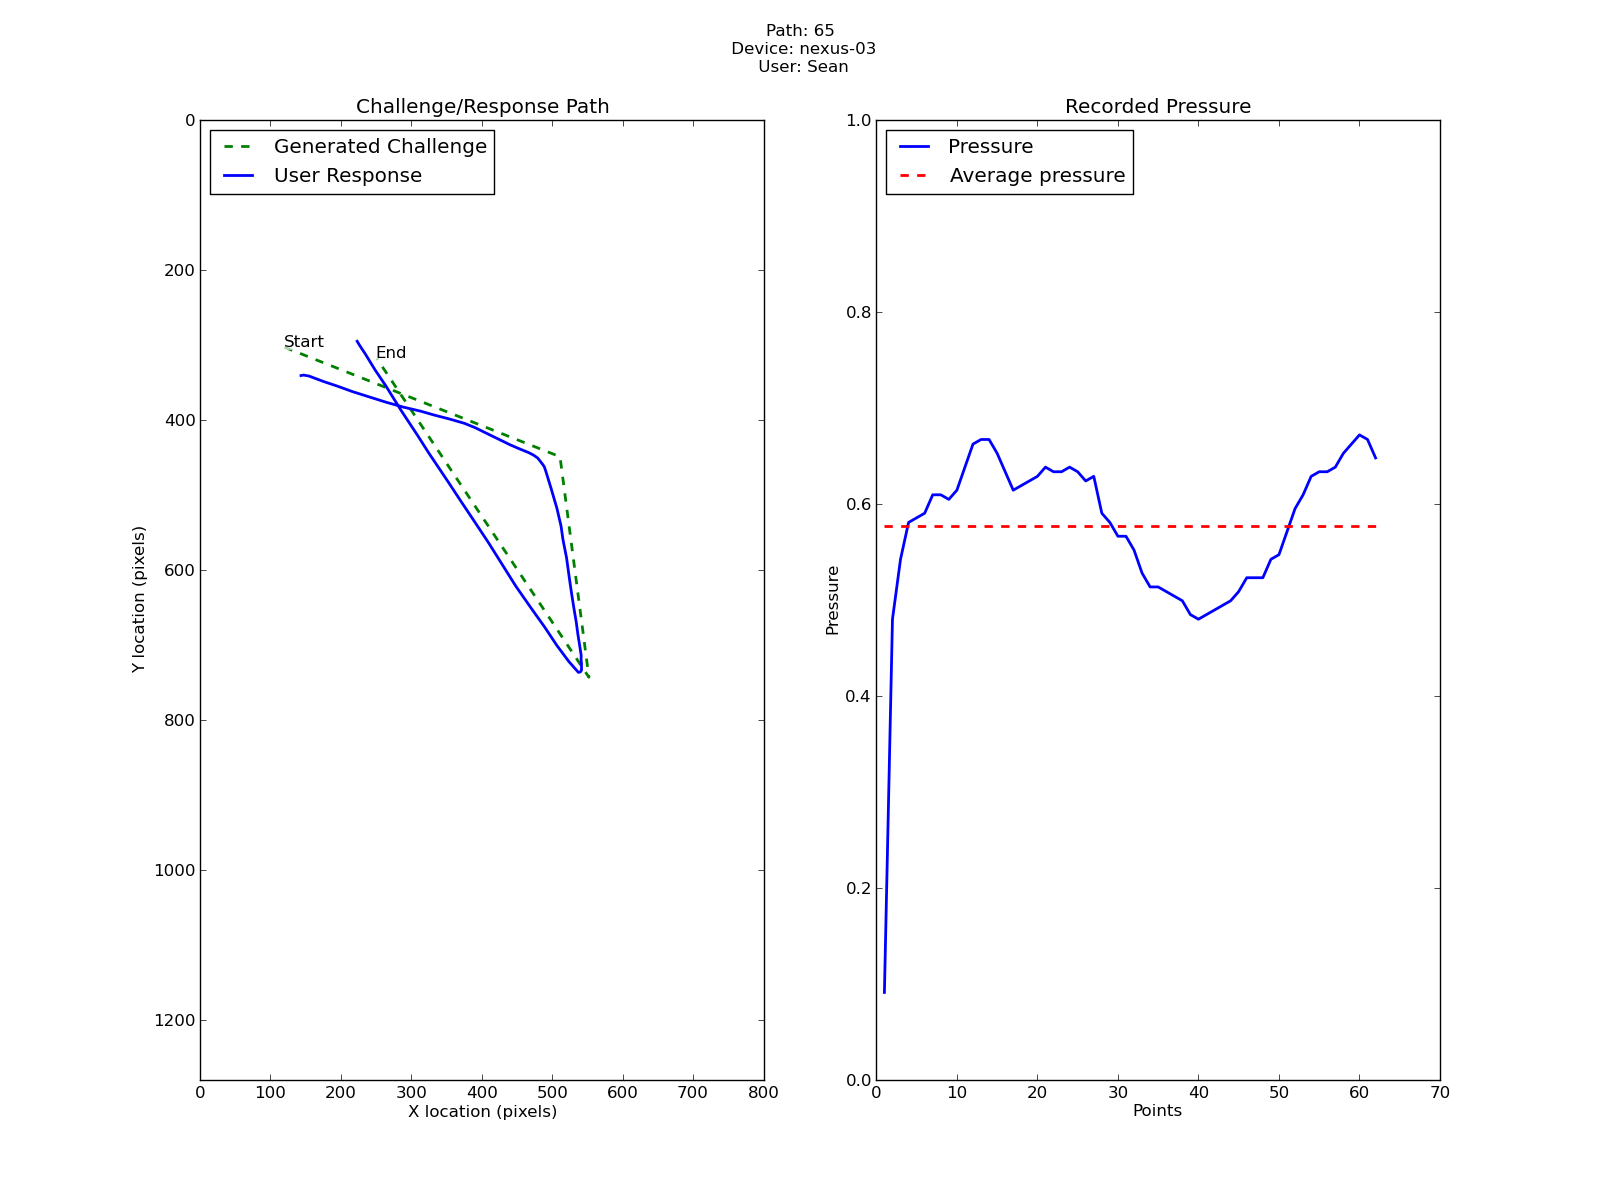 Path: 65
Device: nexus-03
User: Sean
Challenge/Response Path
Generated Challenge
User Response
Start
End
0
200
400
600
800
1000
1200
Y location (pixels)
0 100 200 300 400 500 600 700 800
X location (pixels)
Recorded Pressure
Pressure
Average pressure
1.0
0.8
0.6
0.4
0.2
0.0
Pressure
0 10 20 30 40 50 60 70
Points